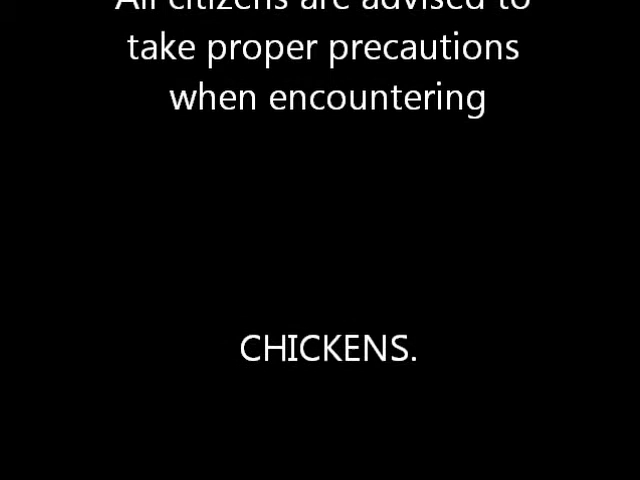 All citizens are advised to
take proper precautions
when encountering
CHICKENS.